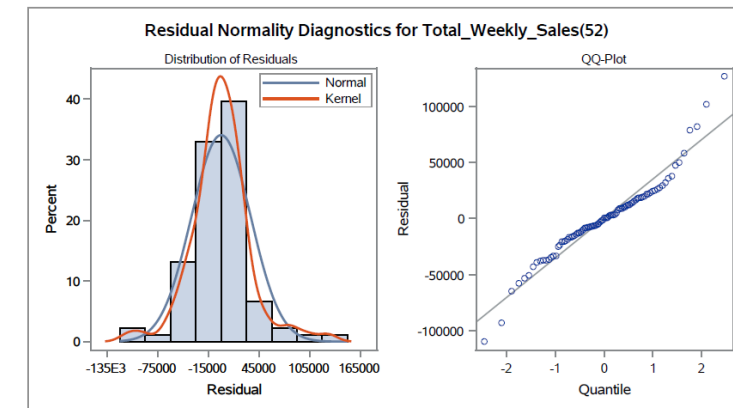 Residual Normality Diagnostics for Total_Weekly_Sales(52)
Distribution of Residuals
Normal
Kernel
40
30
20
10
0
Percent
-135E3 -75000 -15000 45000 105000 165000
Residual
QQ-Plot
100000
50000
0
-50000
-100000
Residual
-2 -1 0 1 2
Quantile